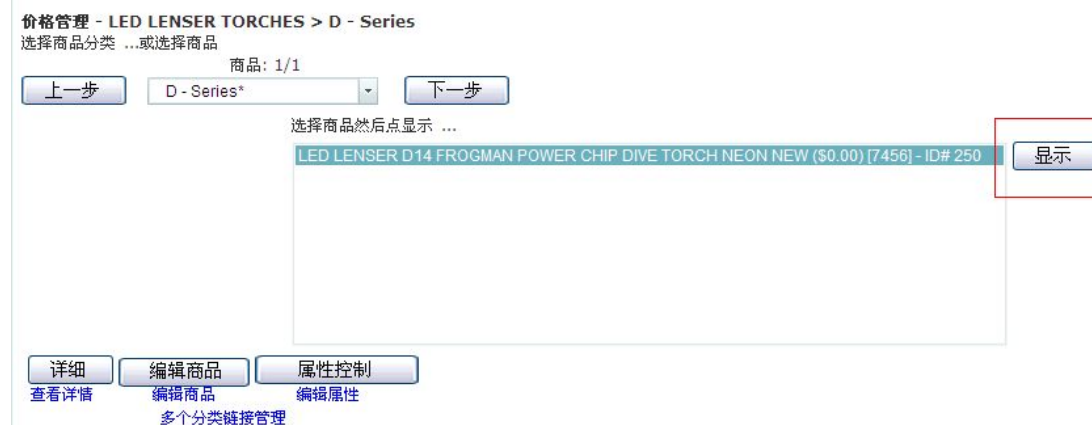 价格管理 - LED LENSER TORCHES > D - Series
选择商品分类 ...或选择商品
商品: 1/1
上一步 D - Series* 下一步
选择商品然后点显示 ...
LED LENSER D14 FROGMAN POWER CHIP DIVE TORCH NEON NEW ($0.00) [7456] - ID# 250 显示
详细 编辑商品 属性控制
查看详情 编辑商品 编辑属性
多个分类链接管理